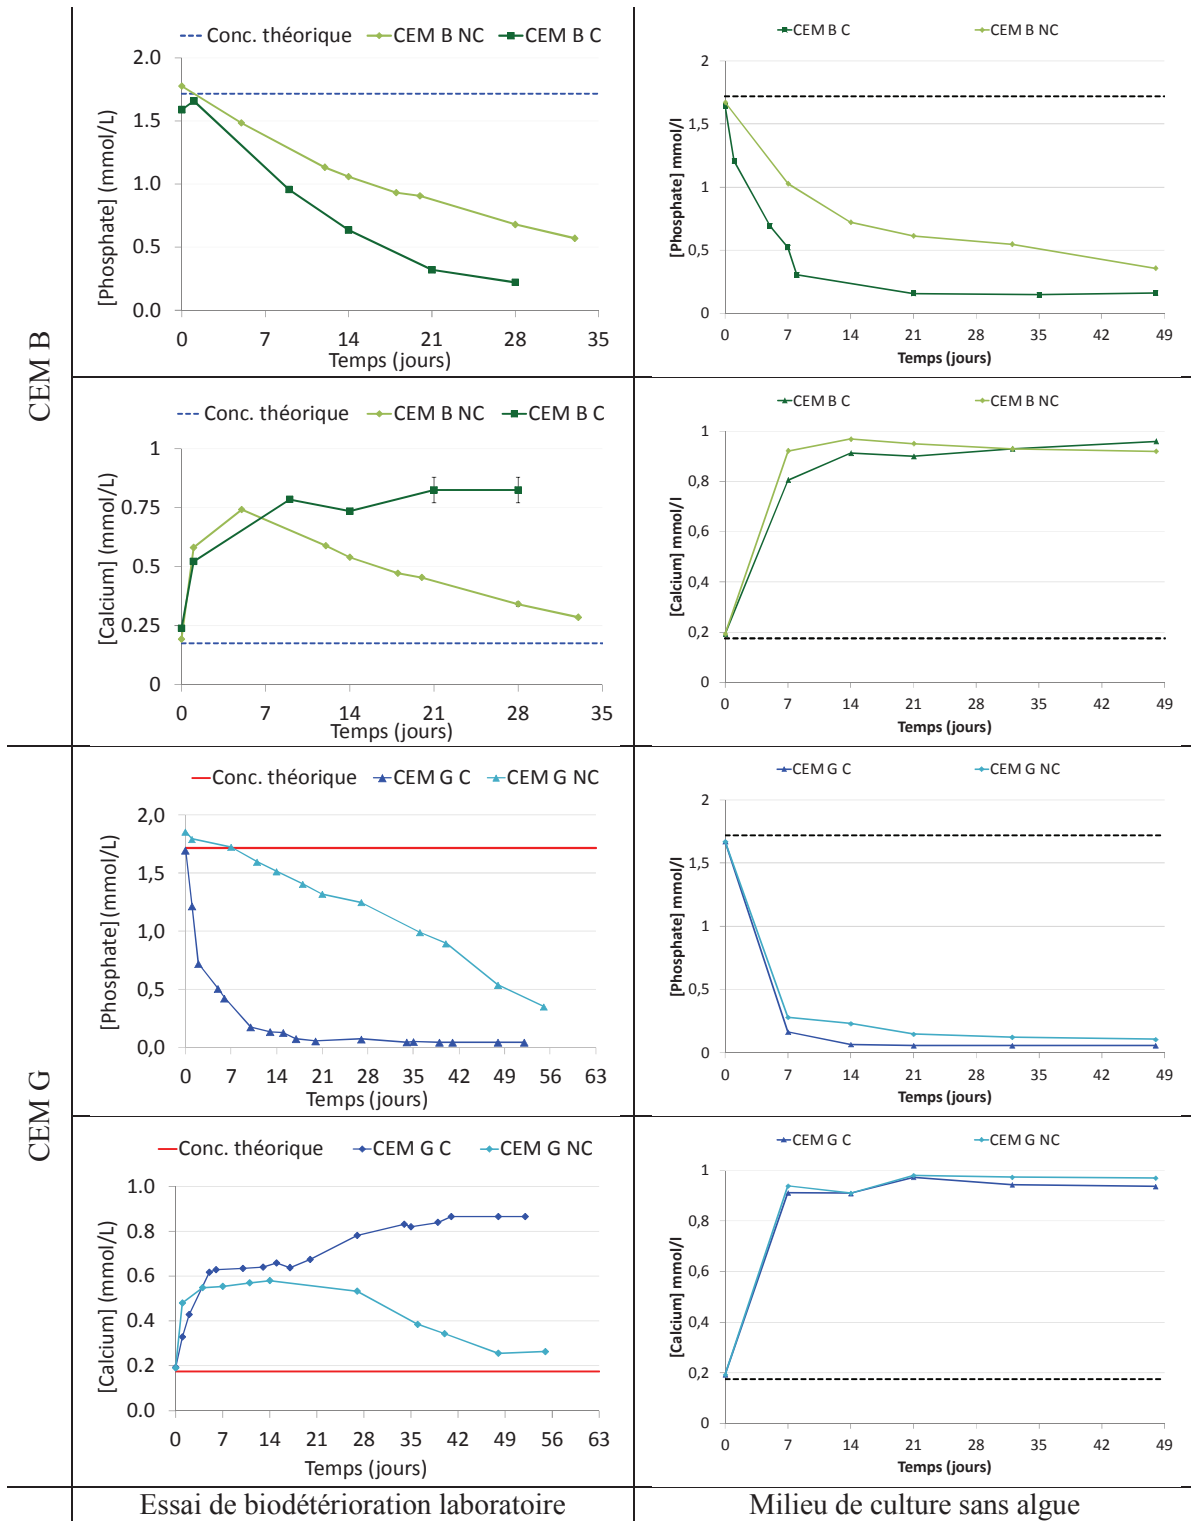 CEM B
Conc. théorique CEM B NC CEM B C
[Phosphate] (mmol/L)
2.0
1.5
1.0
0.5
0.0
0 7 14 21 28 35
Temps (jours)
CEM B C CEM B NC
[Phosphate] mmol/l
2
1,5
1
0,5
0
0 7 14 21 28 35 42 49
Temps (jours)
Conc. théorique CEM B NC CEM B C
[Calcium] (mmol/L)
1
0.75
0.5
0.25
0
0 7 14 21 28 35
Temps (jours)
CEM B C CEM B NC
[Calcium] mmol/l
1
0,8
0,6
0,4
0,2
0
0 7 14 21 28 35 42 49
Temps (jours)
CEM G
Conc. théorique CEM G C CEM G NC
[Phosphate] (mmol/L)
2,0
1,5
1,0
0,5
0,0
0 7 14 21 28 35 42 49 56 63
Temps (jours)
CEM G C CEM G NC
[Phosphate] mmol/l
2
1,5
1
0,5
0
0 7 14 21 28 35 42 49
Temps (jours)
Conc. théorique CEM G C CEM G NC
[Calcium] (mmol/L)
1.0
0.8
0.6
0.4
0.2
0.0
0 7 14 21 28 35 42 49 56 63
Temps (jours)
CEM G C CEM G NC
[Calcium] mmol/l
1
0,8
0,6
0,4
0,2
0
0 7 14 21 28 35 42 49
Temps (jours)
Essai de biodétérioration laboratoire
Milieu de culture sans algue